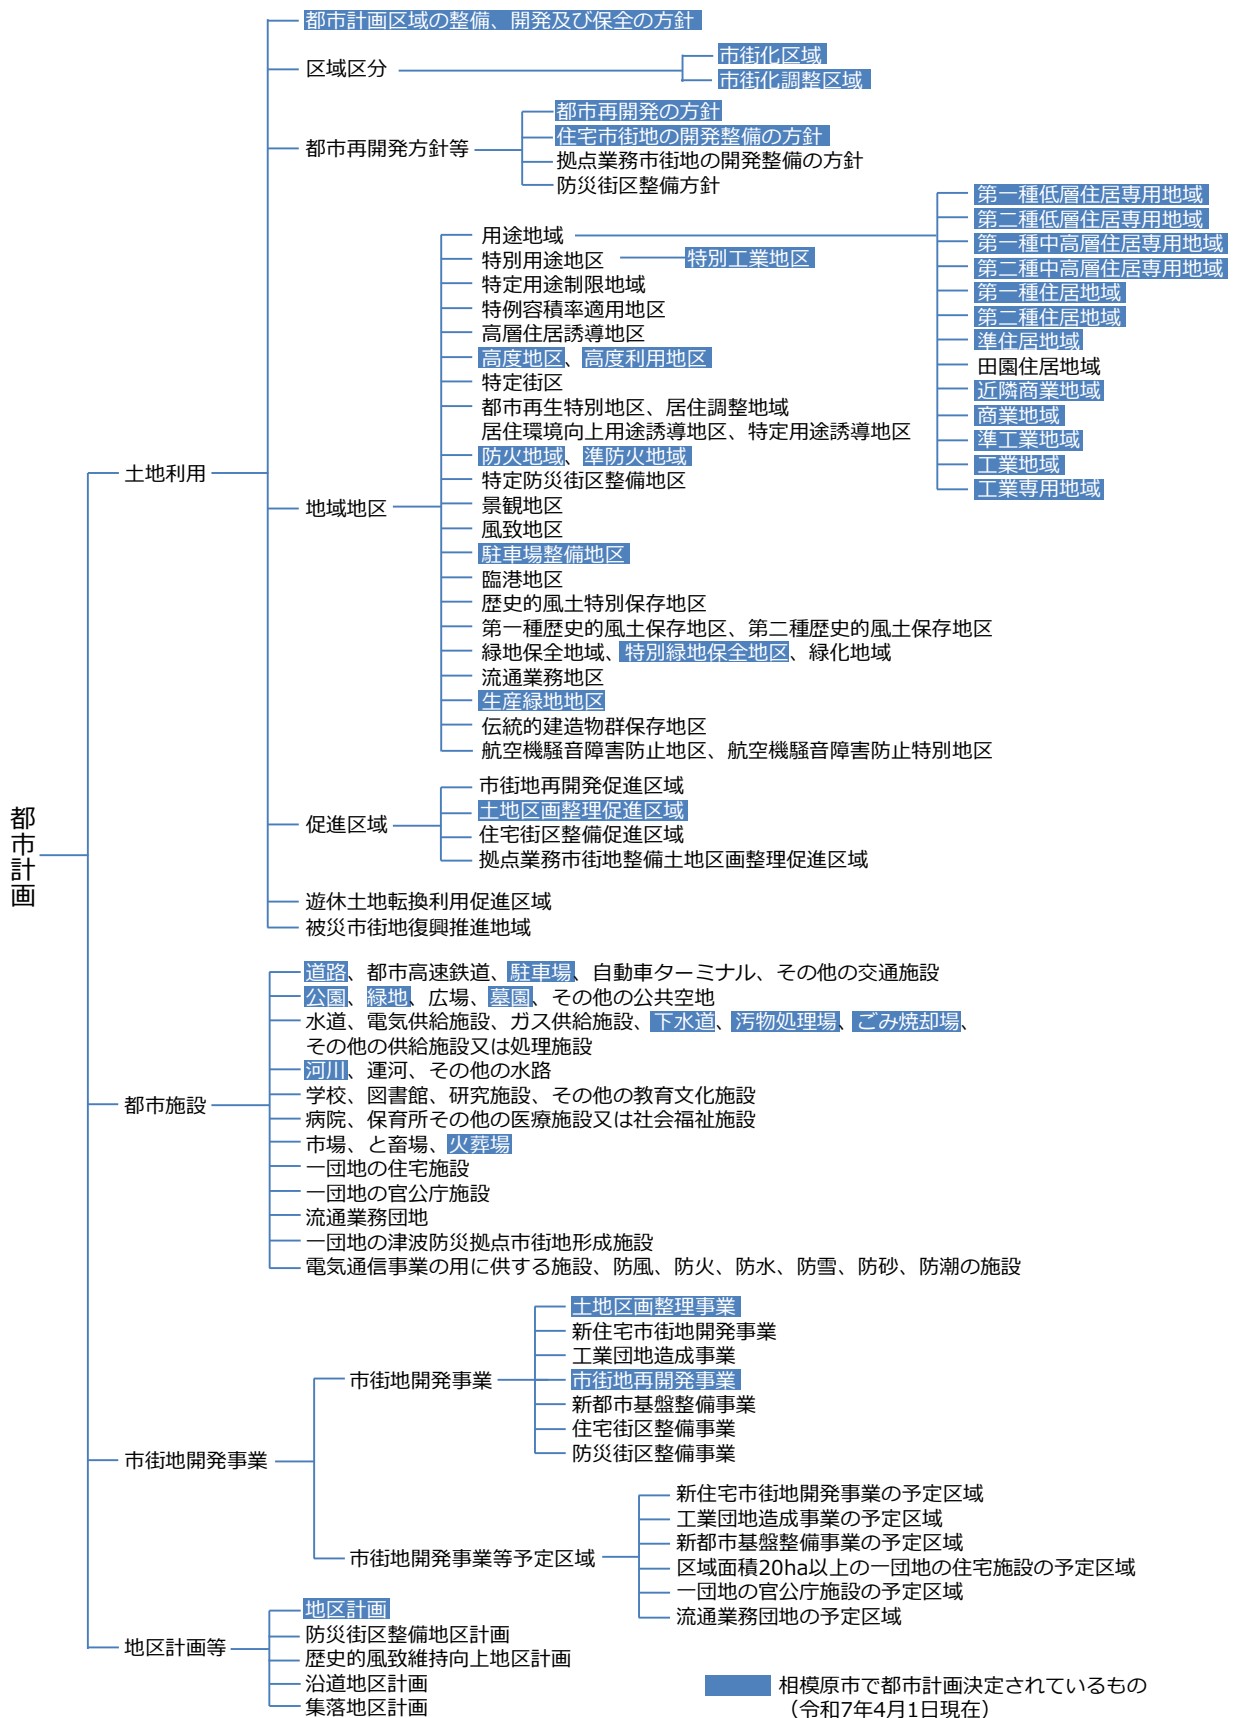 都市計画
土地利用
都市計画区域の整備、開発及び保全の方針
区域区分
市街化区域
市街化調整区域
都市再開発方針等
都市再開発の方針
住宅市街地の開発整備の方針
拠点業務市街地の開発整備の方針
防災街区整備方針
地域地区
用途地域
第一種低層住居専用地域
第二種低層住居専用地域
第一種中高層住居専用地域
第二種中高層住居専用地域
第一種住居地域
第二種住居地域
準住居地域
田園住居地域
近隣商業地域
商業地域
準工業地域
工業地域
工業専用地域
特別用途地区
特別工業地区
特定用途制限地域
特例容積率適用地区
高層住居誘導地区
高度地区、高度利用地区
特定街区
都市再生特別地区、居住調整地域
居住環境向上用途誘導地区、特定用途誘導地区
防火地域、準防火地域
特定防災街区整備地区
景観地区
風致地区
駐車場整備地区
臨港地区
歴史的風土特別保存地区
第一種歴史的風土保存地区、第二種歴史的風土保存地区
緑地保全地域、特別緑地保全地区、緑化地域
流通業務地区
生産緑地地区
伝統的建造物群保存地区
航空機騒音障害防止地区、航空機騒音障害防止特別地区
促進区域
市街地再開発促進区域
土地区画整理促進区域
住宅街区整備促進区域
拠点業務市街地整備土地区画整理促進区域
遊休土地転換利用促進区域
被災市街地復興推進地域
都市施設
道路、都市高速鉄道、駐車場、自動車ターミナル、その他の交通施設
公園、緑地、広場、墓園、その他の公共空地
水道、電気供給施設、ガス供給施設、下水道、汚物処理場、ごみ焼却場、
その他の供給施設又は処理施設
河川、運河、その他の水路
学校、図書館、研究施設、その他の教育文化施設
病院、保育所その他の医療施設又は社会福祉施設
市場、と畜場、火葬場
一団地の住宅施設
一団地の官公庁施設
流通業務団地
一団地の津波防災拠点市街地形成施設
電気通信事業の用に供する施設、防風、防火、防水、防雪、防砂、防潮の施設
市街地開発事業
市街地開発事業
土地区画整理事業
新住宅市街地開発事業
工業団地造成事業
市街地再開発事業
新都市基盤整備事業
住宅街区整備事業
防災街区整備事業
市街地開発事業等予定区域
新住宅市街地開発事業の予定区域
工業団地造成事業の予定区域
新都市基盤整備事業の予定区域
区域面積20ha以上の一団地の住宅施設の予定区域
一団地の官公庁施設の予定区域
流通業務団地の予定区域
地区計画等
地区計画
防災街区整備地区計画
歴史的風致維持向上地区計画
沿道地区計画
集落地区計画
相模原市で都市計画決定されているもの
（令和7年4月1日現在）